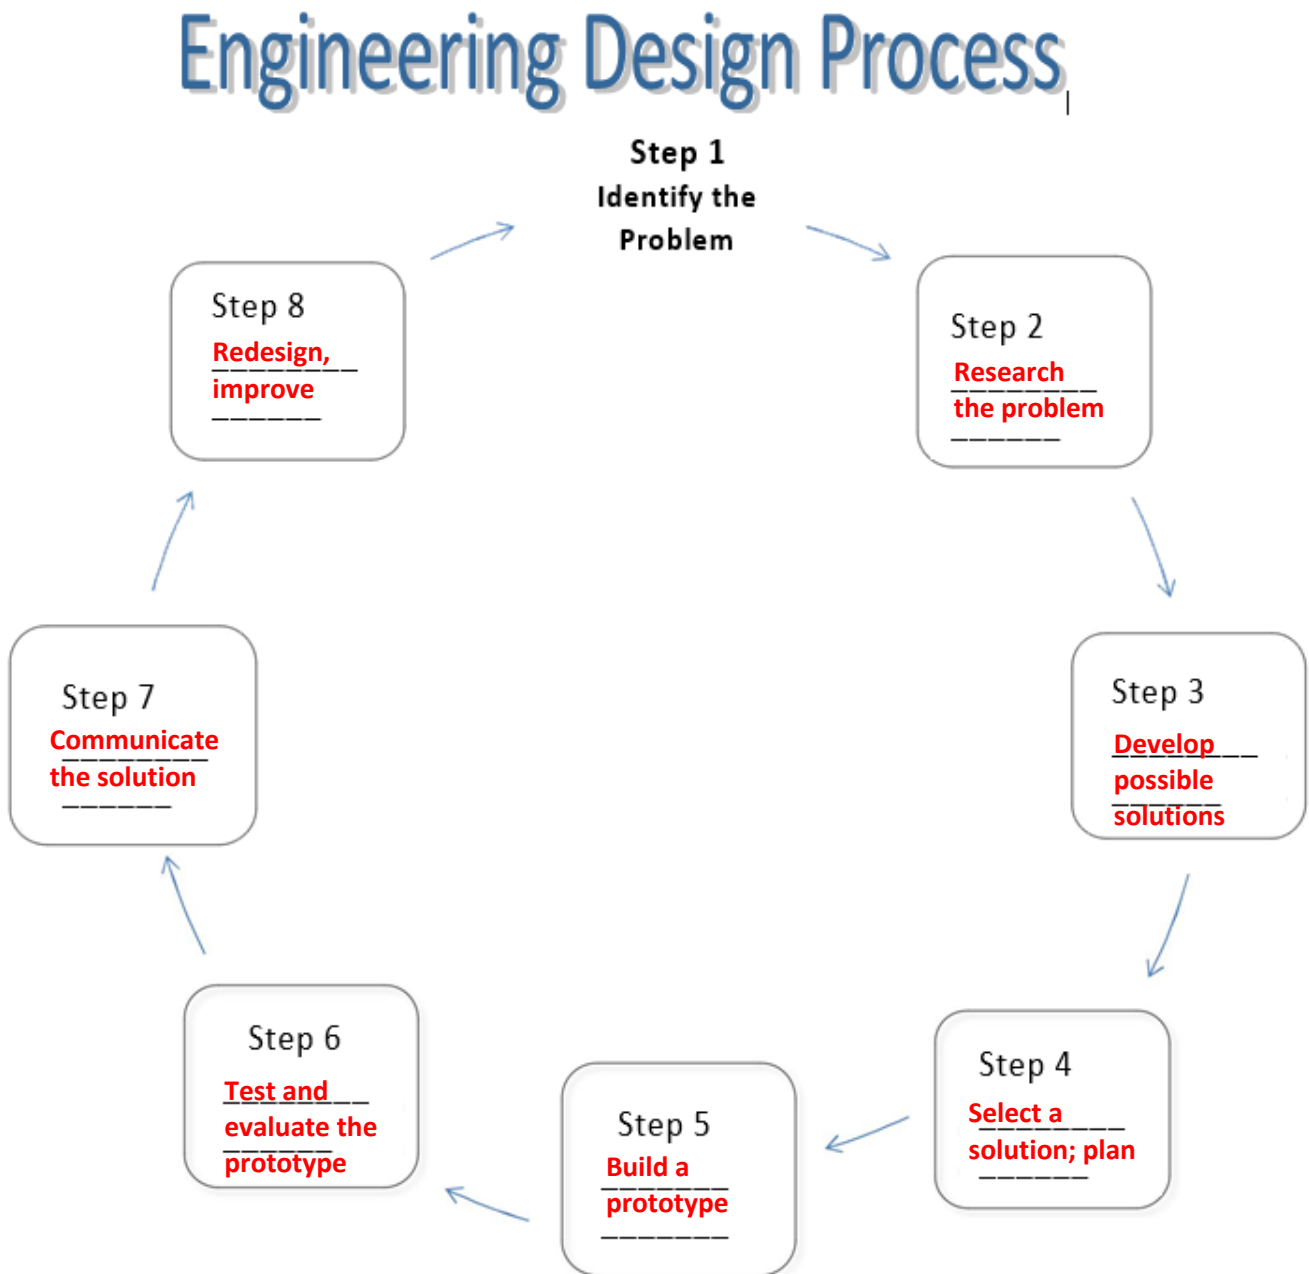 Engineering Design Process
Step 1
Identify the
Problem
Step 2
Research
the problem
Step 3
Develop
possible
solutions
Step 4
Select a
solution; plan
Step 5
Build a
prototype
Step 6
Test and
evaluate the
prototype
Step 7
Communicate
the solution
Step 8
Redesign,
improve